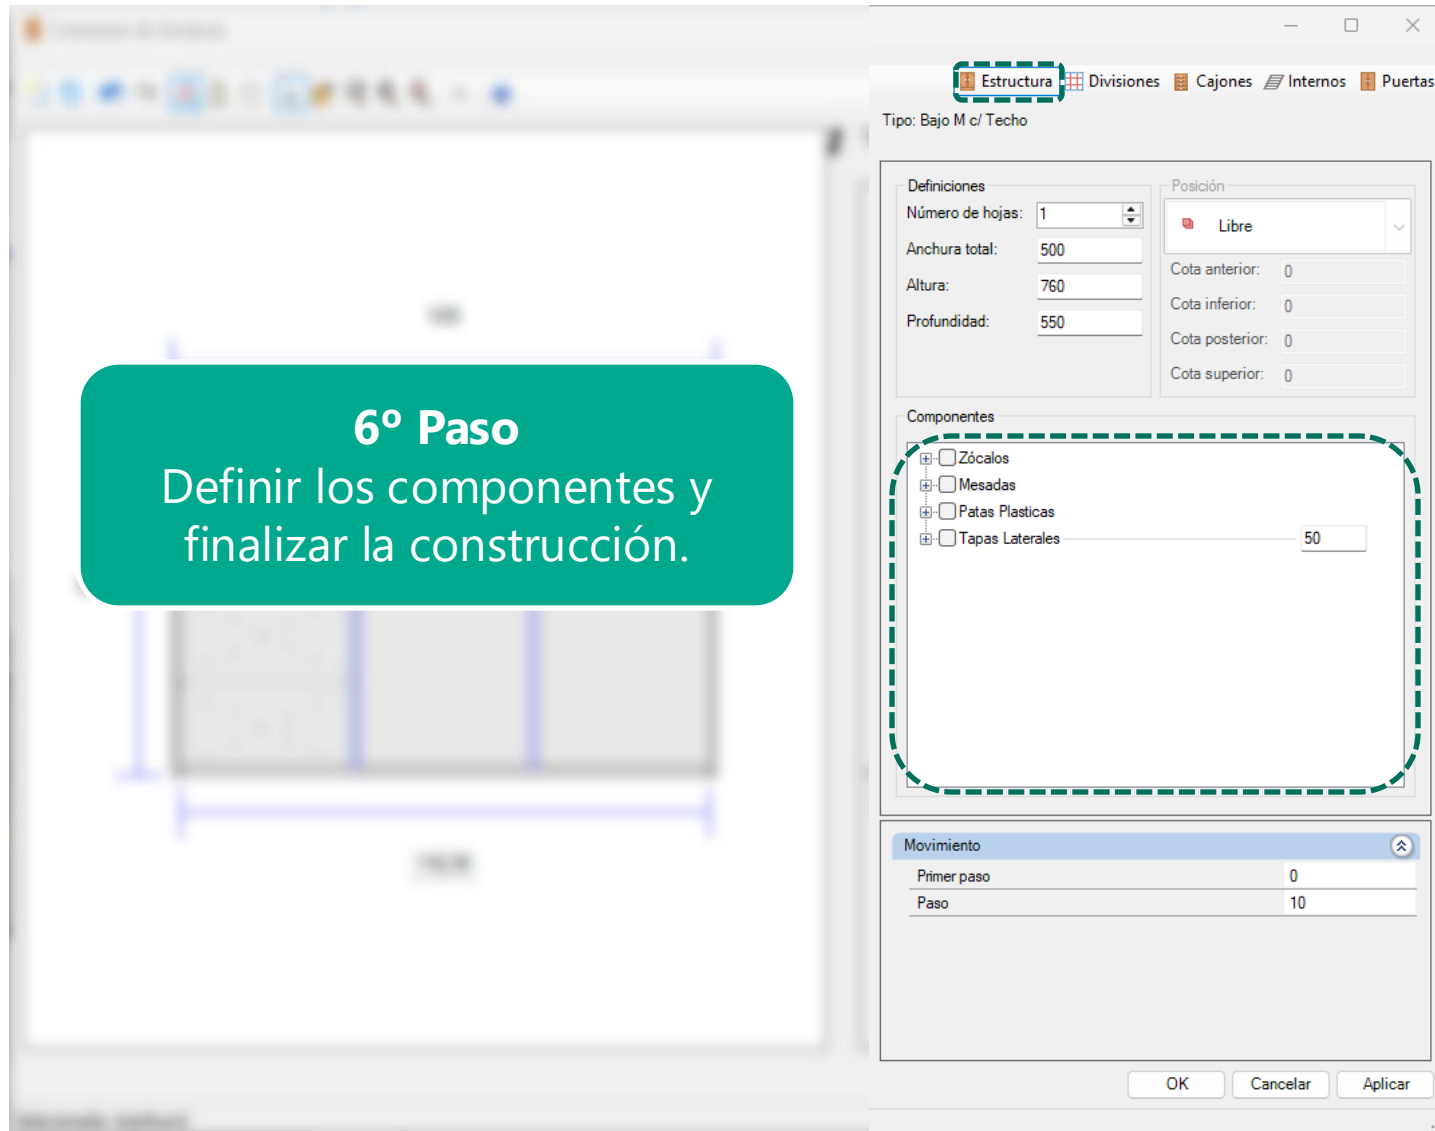 Estructura Divisiones Cajones Internos Puertas
Tipo: Bajo M c/ Techo
Definiciones
Número de hojas: 1
Anchura total: 500
Altura: 760
Profundidad: 550
Posición
Libre
Cota anterior: 0
Cota inferior: 0
Cota posterior: 0
Cota superior: 0
6º Paso
Definir los componentes y
finalizar la construcción.
Componentes
Zócalos
Mesadas
Patas Plasticas
Tapas Laterales 50
Movimiento
Primer paso 0
Paso 10
OK Cancelar Aplicar